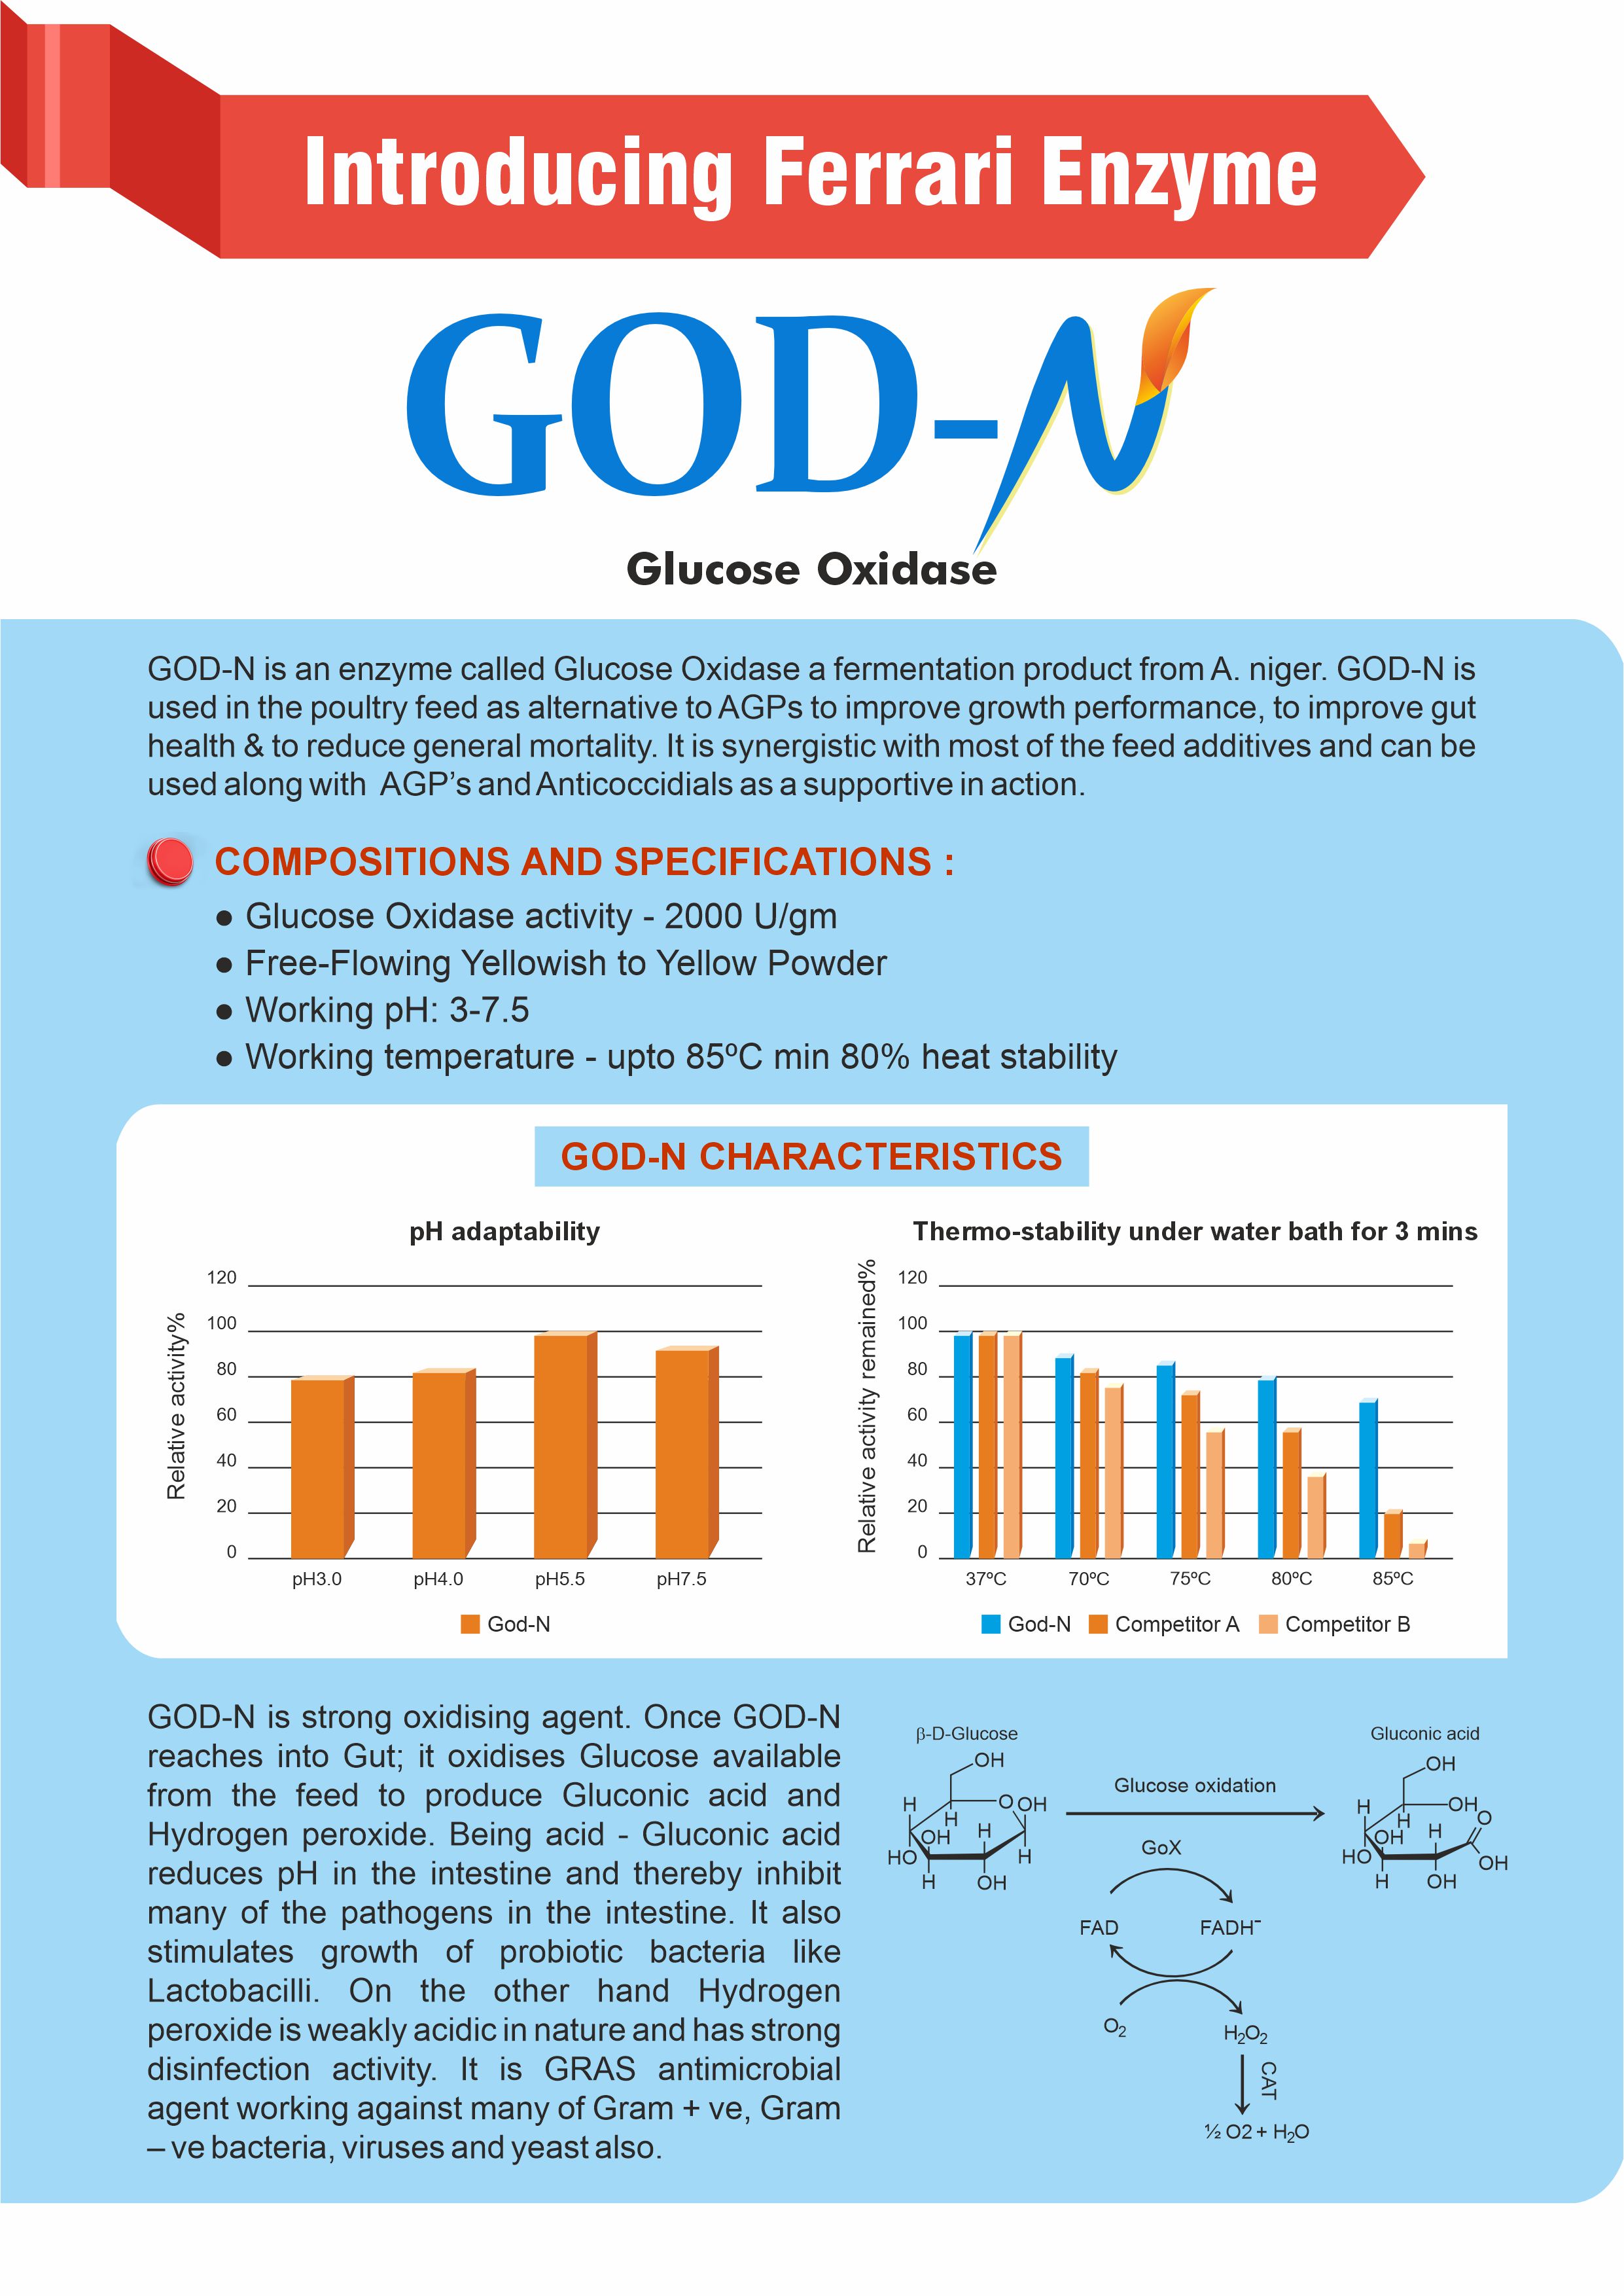 Introducing Ferrari Enzyme
GOD-N
Glucose Oxidase
GOD-N is an enzyme called Glucose Oxidase a fermentation product from A. niger. GOD-N is
used in the poultry feed as alternative to AGPs to improve growth performance, to improve gut
health & to reduce general mortality. It is synergistic with most of the feed additives and can be
used along with AGP's and Anticoccidials as a supportive in action.
COMPOSITIONS AND SPECIFICATIONS :
● Glucose Oxidase activity - 2000 U/gm
● Free-Flowing Yellowish to Yellow Powder
● Working pH: 3-7.5
● Working temperature - upto 85ºC min 80% heat stability
GOD-N CHARACTERISTICS
pH adaptability
Relative activity%
120
100
80
60
40
20
0
pH3.0 pH4.0 pH5.5 pH7.5
God-N
Thermo-stability under water bath for 3 mins
Relative activity remained%
120
100
80
60
40
20
0
37ºC 70ºC 75ºC 80ºC 85ºC
God-N Competitor A Competitor B
GOD-N is strong oxidising agent. Once GOD-N
reaches into Gut; it oxidises Glucose available
from the feed to produce Gluconic acid and
Hydrogen peroxide. Being acid - Gluconic acid
reduces pH in the intestine and thereby inhibit
many of the pathogens in the intestine. It also
stimulates growth of probiotic bacteria like
Lactobacilli. On the other hand Hydrogen
peroxide is weakly acidic in nature and has strong
disinfection activity. It is GRAS antimicrobial
agent working against many of Gram + ve, Gram
– ve bacteria, viruses and yeast also.
β-D-Glucose
OH
H O OH
H
OH H
HO H
H OH
Glucose oxidation
GoX
FAD FADH⁻
O₂ H₂O₂
CAT
½ O2 + H₂O
Gluconic acid
OH
H OH
H O
OH H
HO OH
H OH